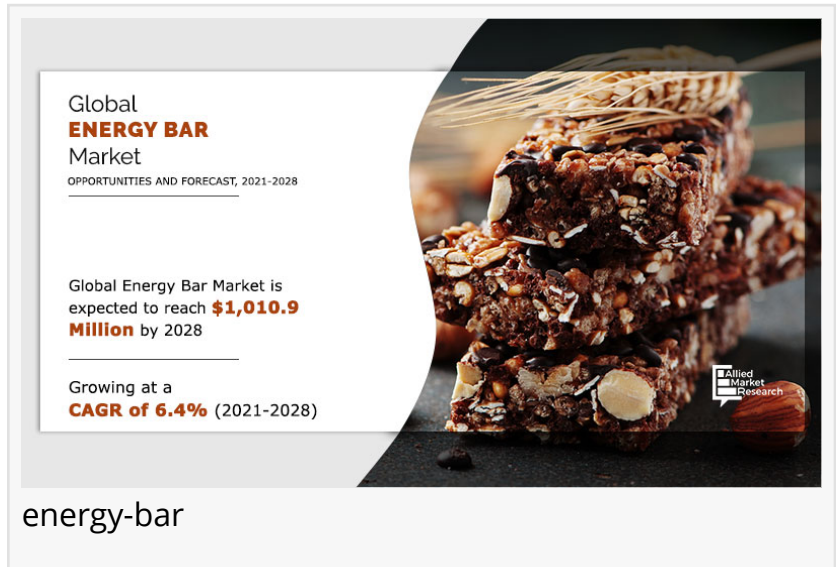 Global
ENERGY BAR
Market
OPPORTUNITIES AND FORECAST, 2021-2028
Global Energy Bar Market is
expected to reach $1,010.9
Million by 2028
Growing at a
CAGR of 6.4% (2021-2028)
Allied
Market
Research
energy-bar